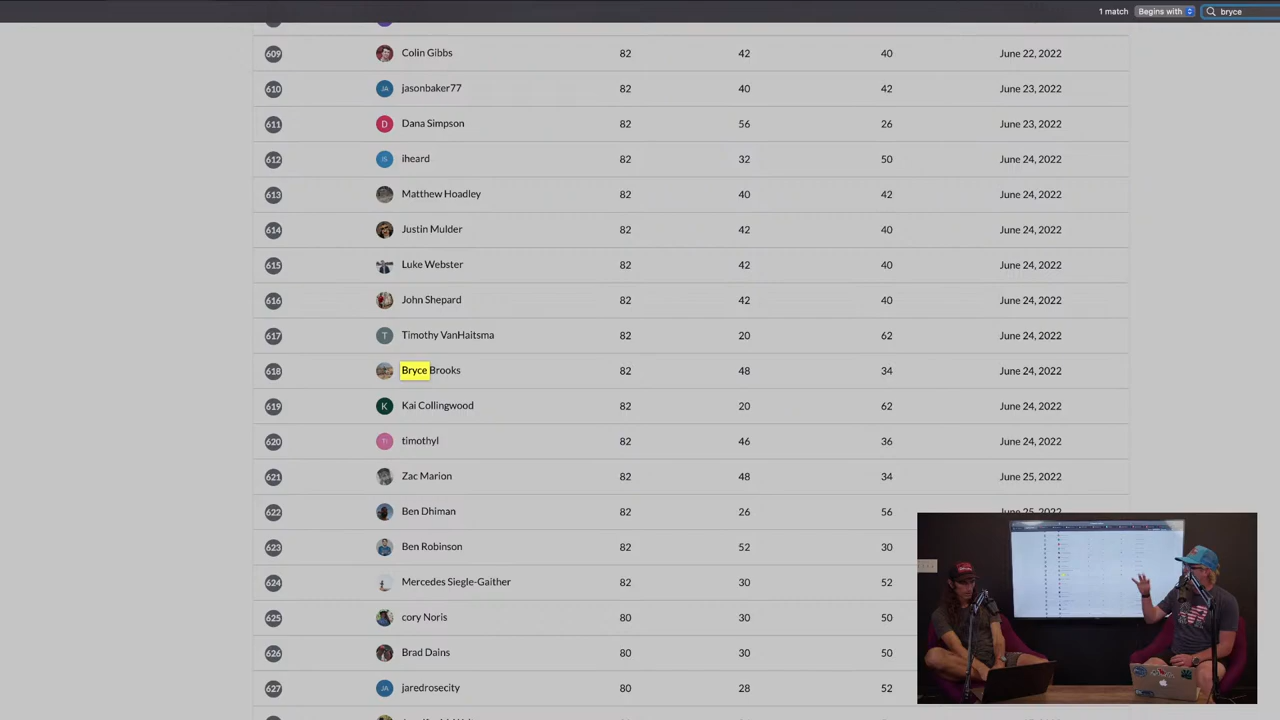 1 match Begins with bryce
609 Colin Gibbs 82 42 40 June 22, 2022
610 JA jasonbaker77 82 40 42 June 23, 2022
611 D Dana Simpson 82 56 26 June 23, 2022
612 IS iheard 82 32 50 June 24, 2022
613 Matthew Hoadley 82 40 42 June 24, 2022
614 Justin Mulder 82 42 40 June 24, 2022
615 Luke Webster 82 42 40 June 24, 2022
616 John Shepard 82 42 40 June 24, 2022
617 T Timothy VanHaitsma 82 20 62 June 24, 2022
618 Bryce Brooks 82 48 34 June 24, 2022
619 K Kai Collingwood 82 20 62 June 24, 2022
620 TI timothyl 82 46 36 June 24, 2022
621 Zac Marion 82 48 34 June 25, 2022
622 Ben Dhiman 82 26 56 June 25, 2022
623 Ben Robinson 82 52 30
624 Mercedes Siegle-Gaither 82 30 52
625 cory Noris 82 30 50
626 Brad Dains 80 30 50
627 JA jaredrosecity 80 28 52